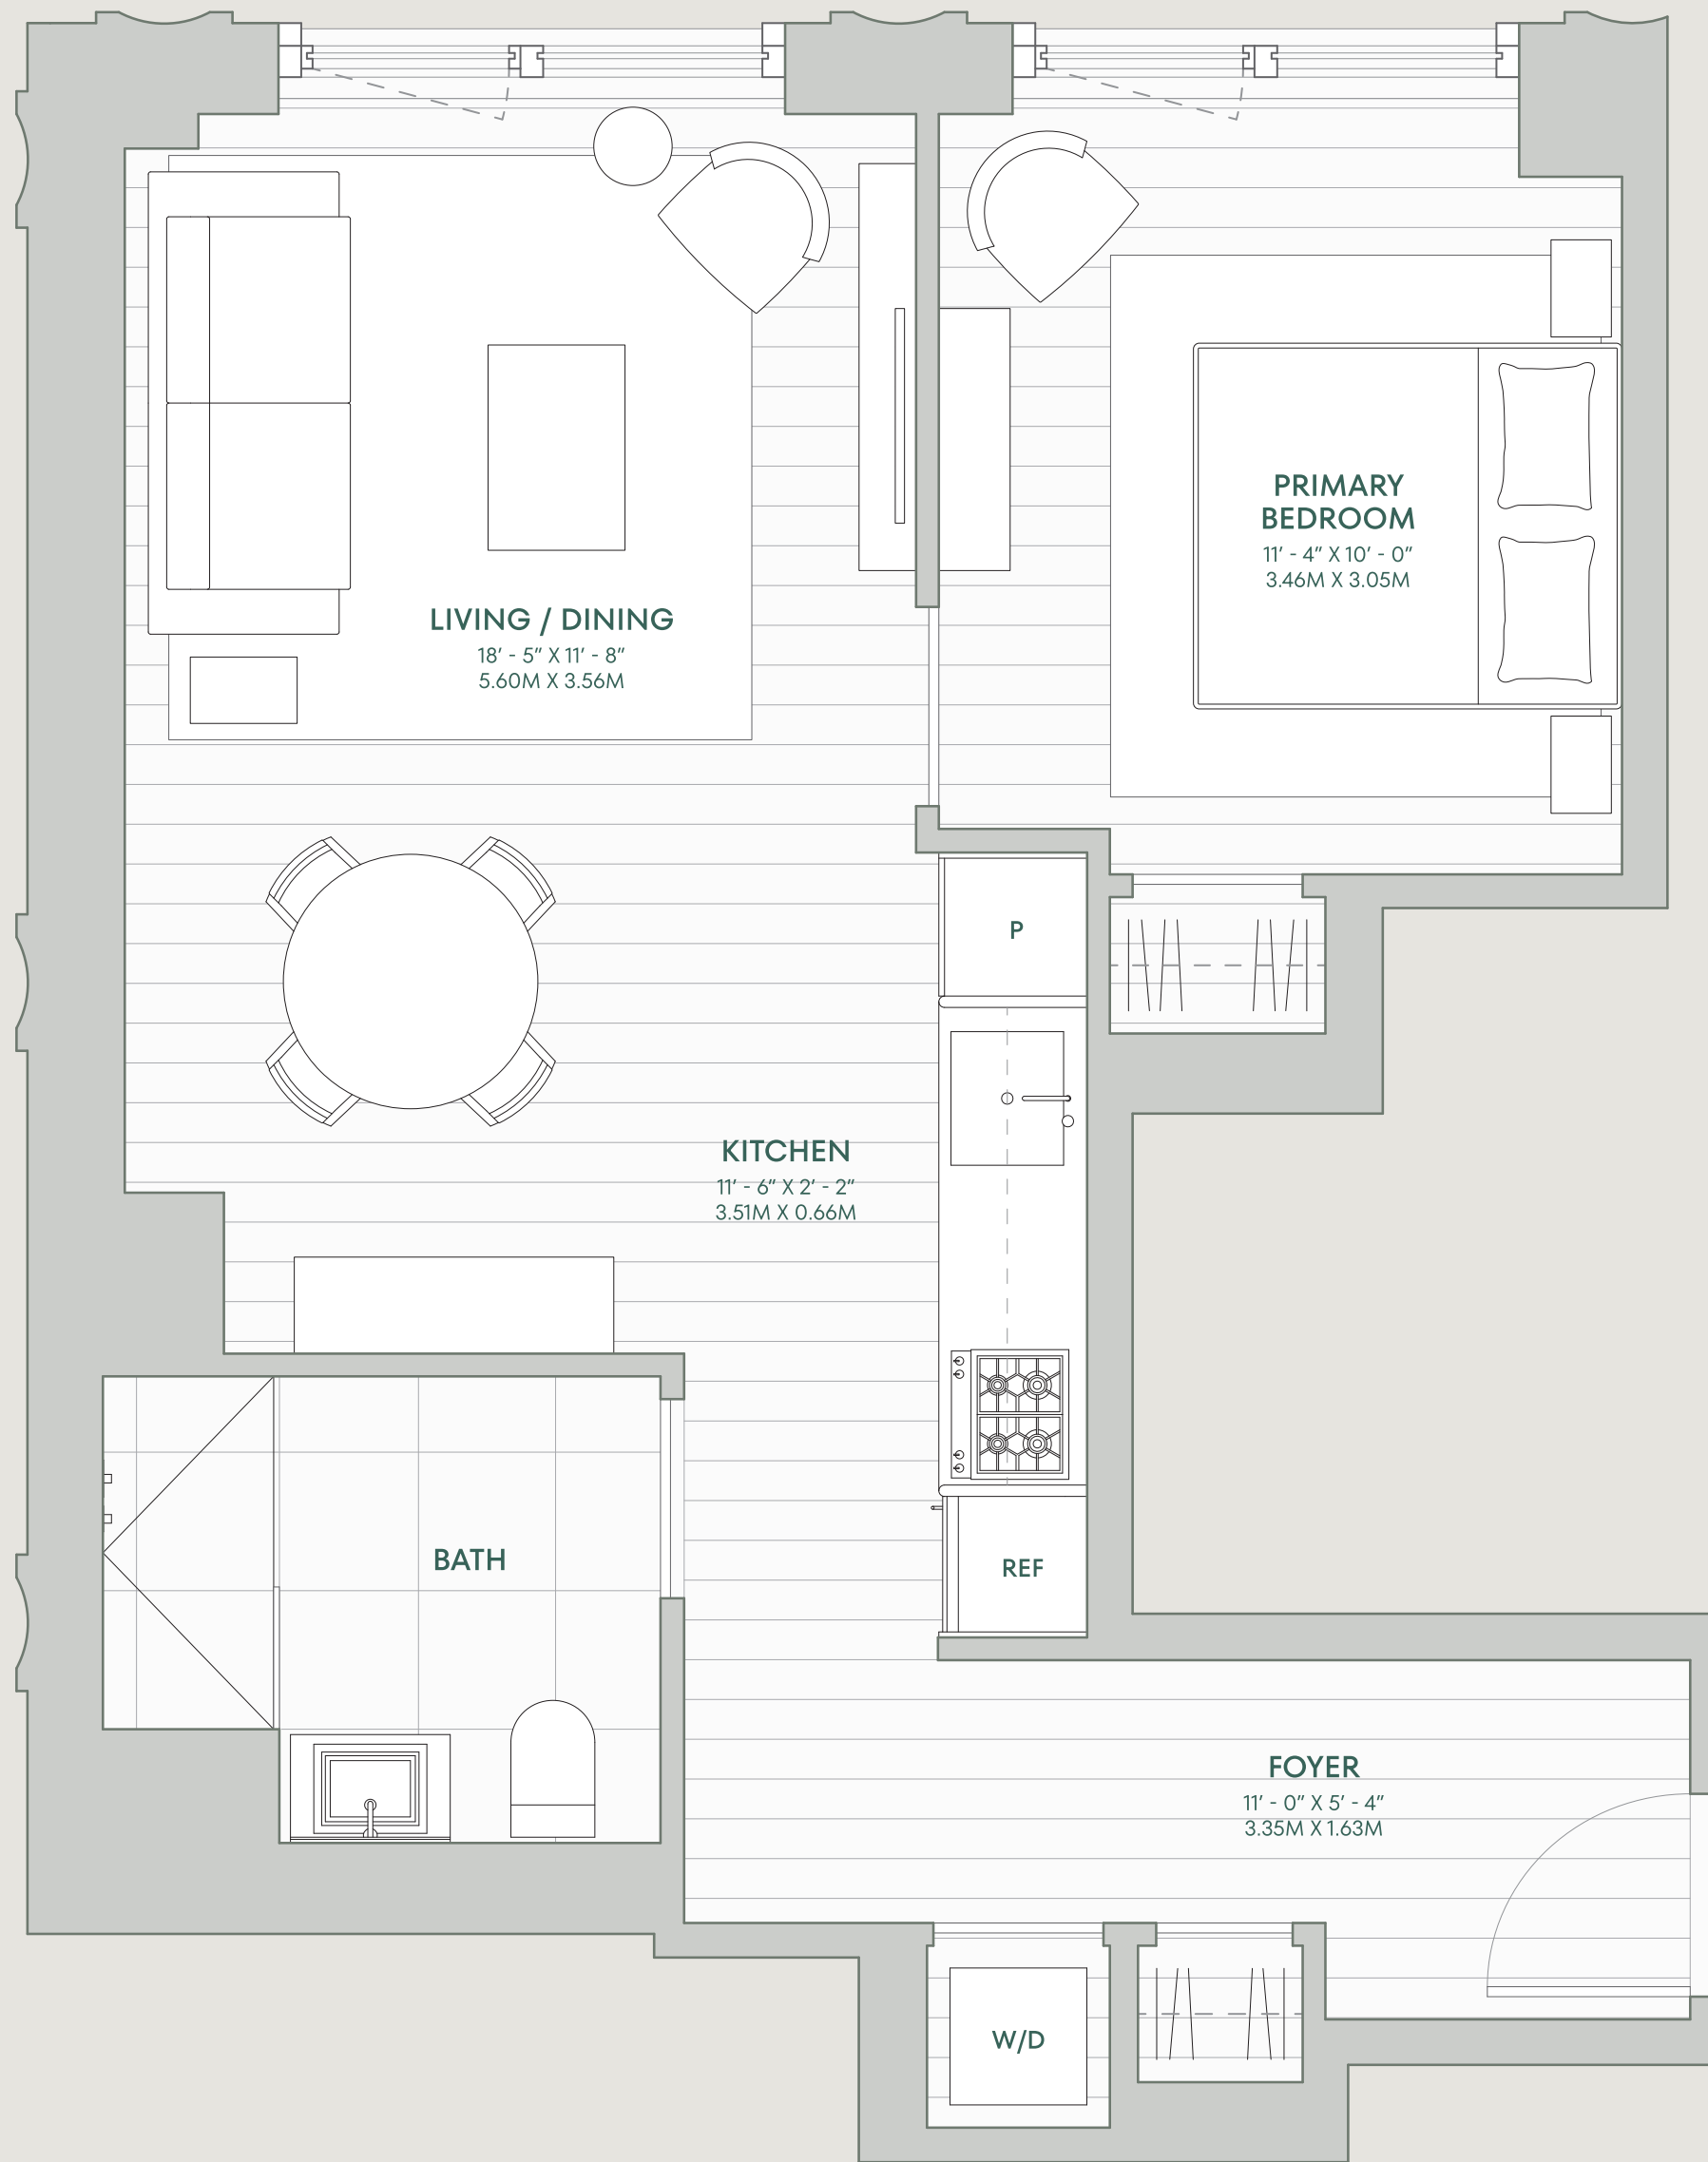 PRIMARY
BEDROOM
11’ - 4” X 10’ - 0”
3.46M X 3.05M
LIVING / DINING
18’ - 5” X 11’ - 8”
5.60M X 3.56M
P
KITCHEN
11’ - 6” X 2’ - 2”
3.51M X 0.66M
BATH
REF
FOYER
11’ - 0” X 5’ - 4”
3.35M X 1.63M
W/D